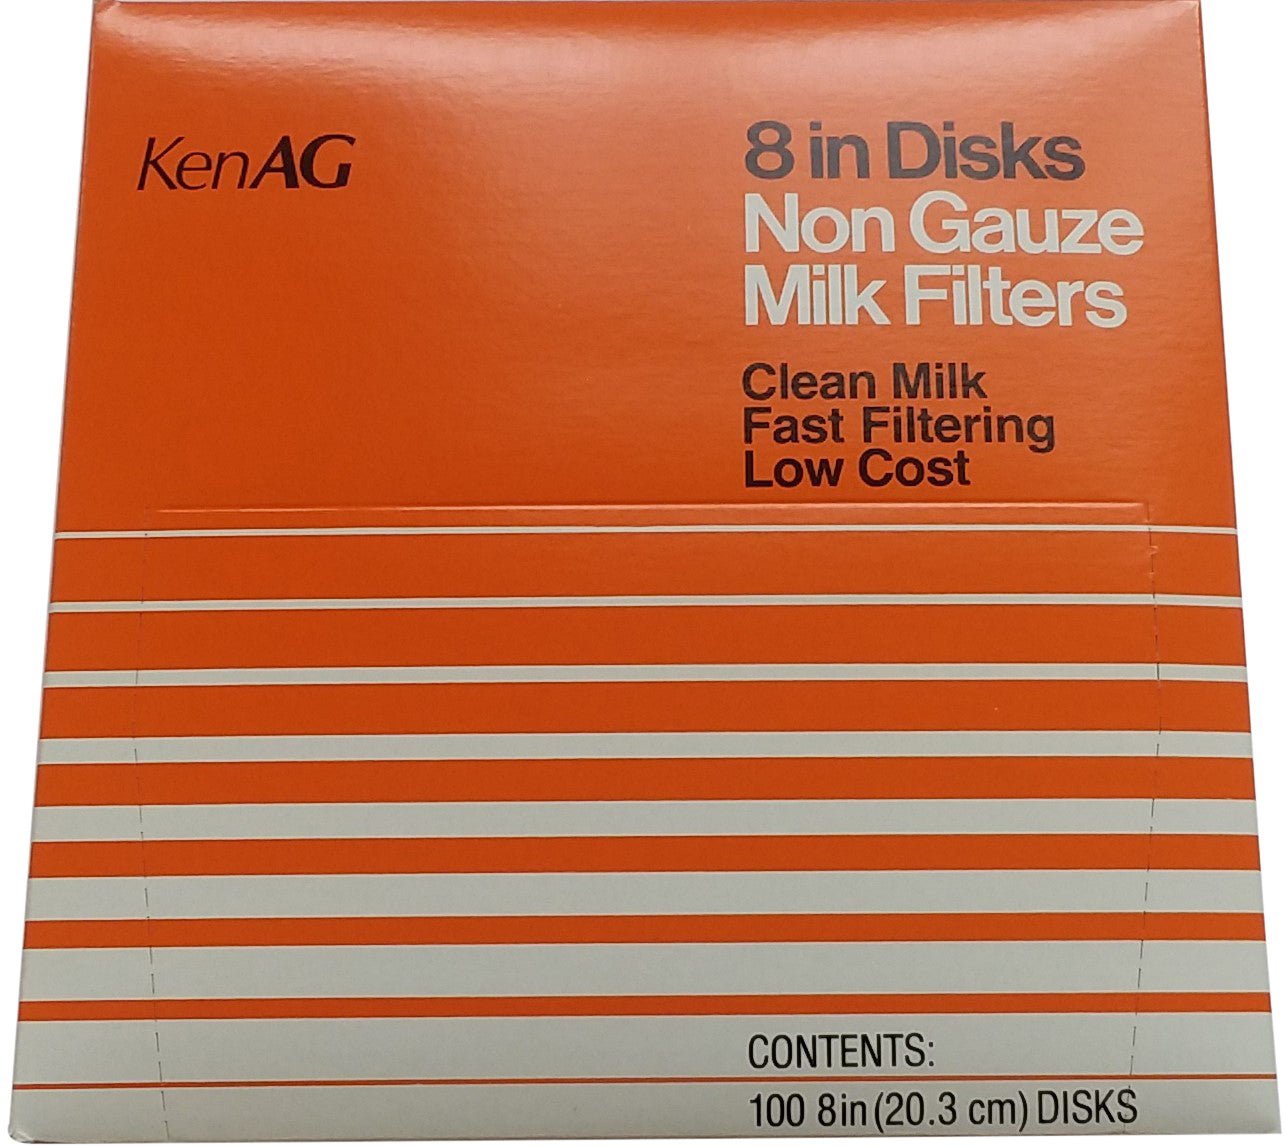 KenAG
8 in Disks
Non Gauze
Milk Filters
Clean Milk
Fast Filtering
Low Cost
CONTENTS:
100 8in (20.3 cm) DISKS